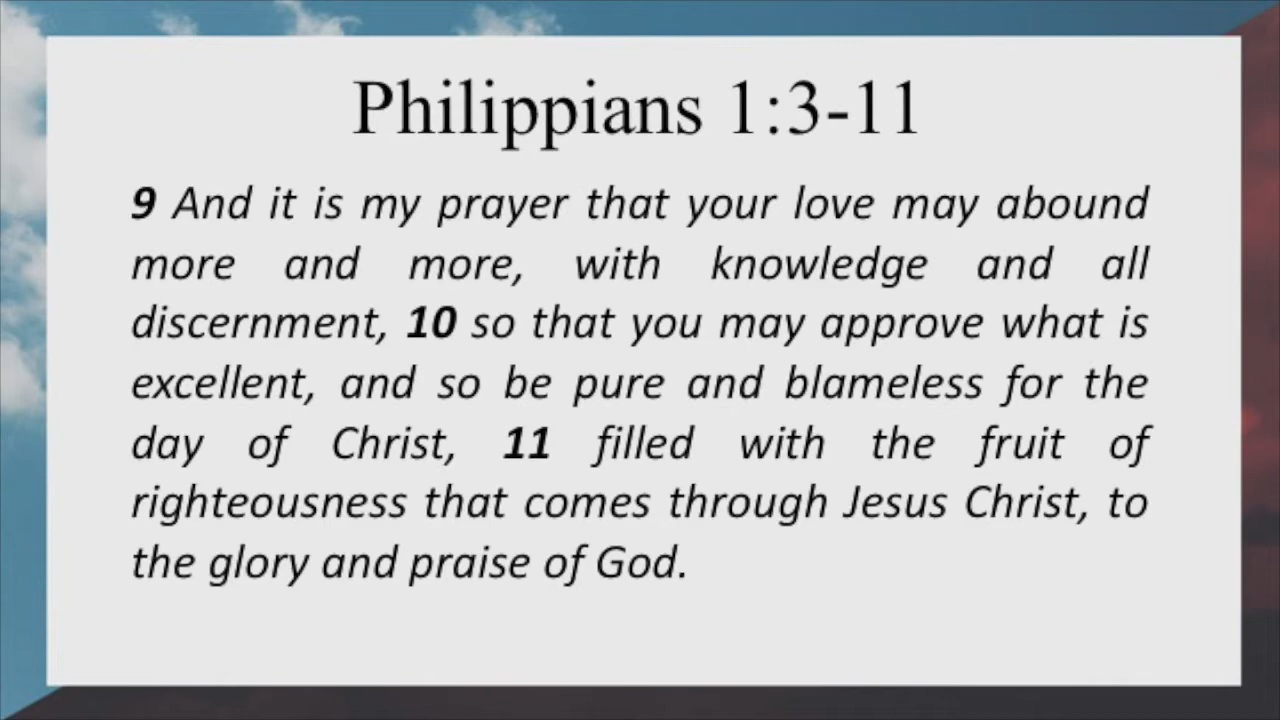 Philippians 1:3-11
9 And it is my prayer that your love may abound
more and more, with knowledge and all
discernment, 10 so that you may approve what is
excellent, and so be pure and blameless for the
day of Christ, 11 filled with the fruit of
righteousness that comes through Jesus Christ, to
the glory and praise of God.